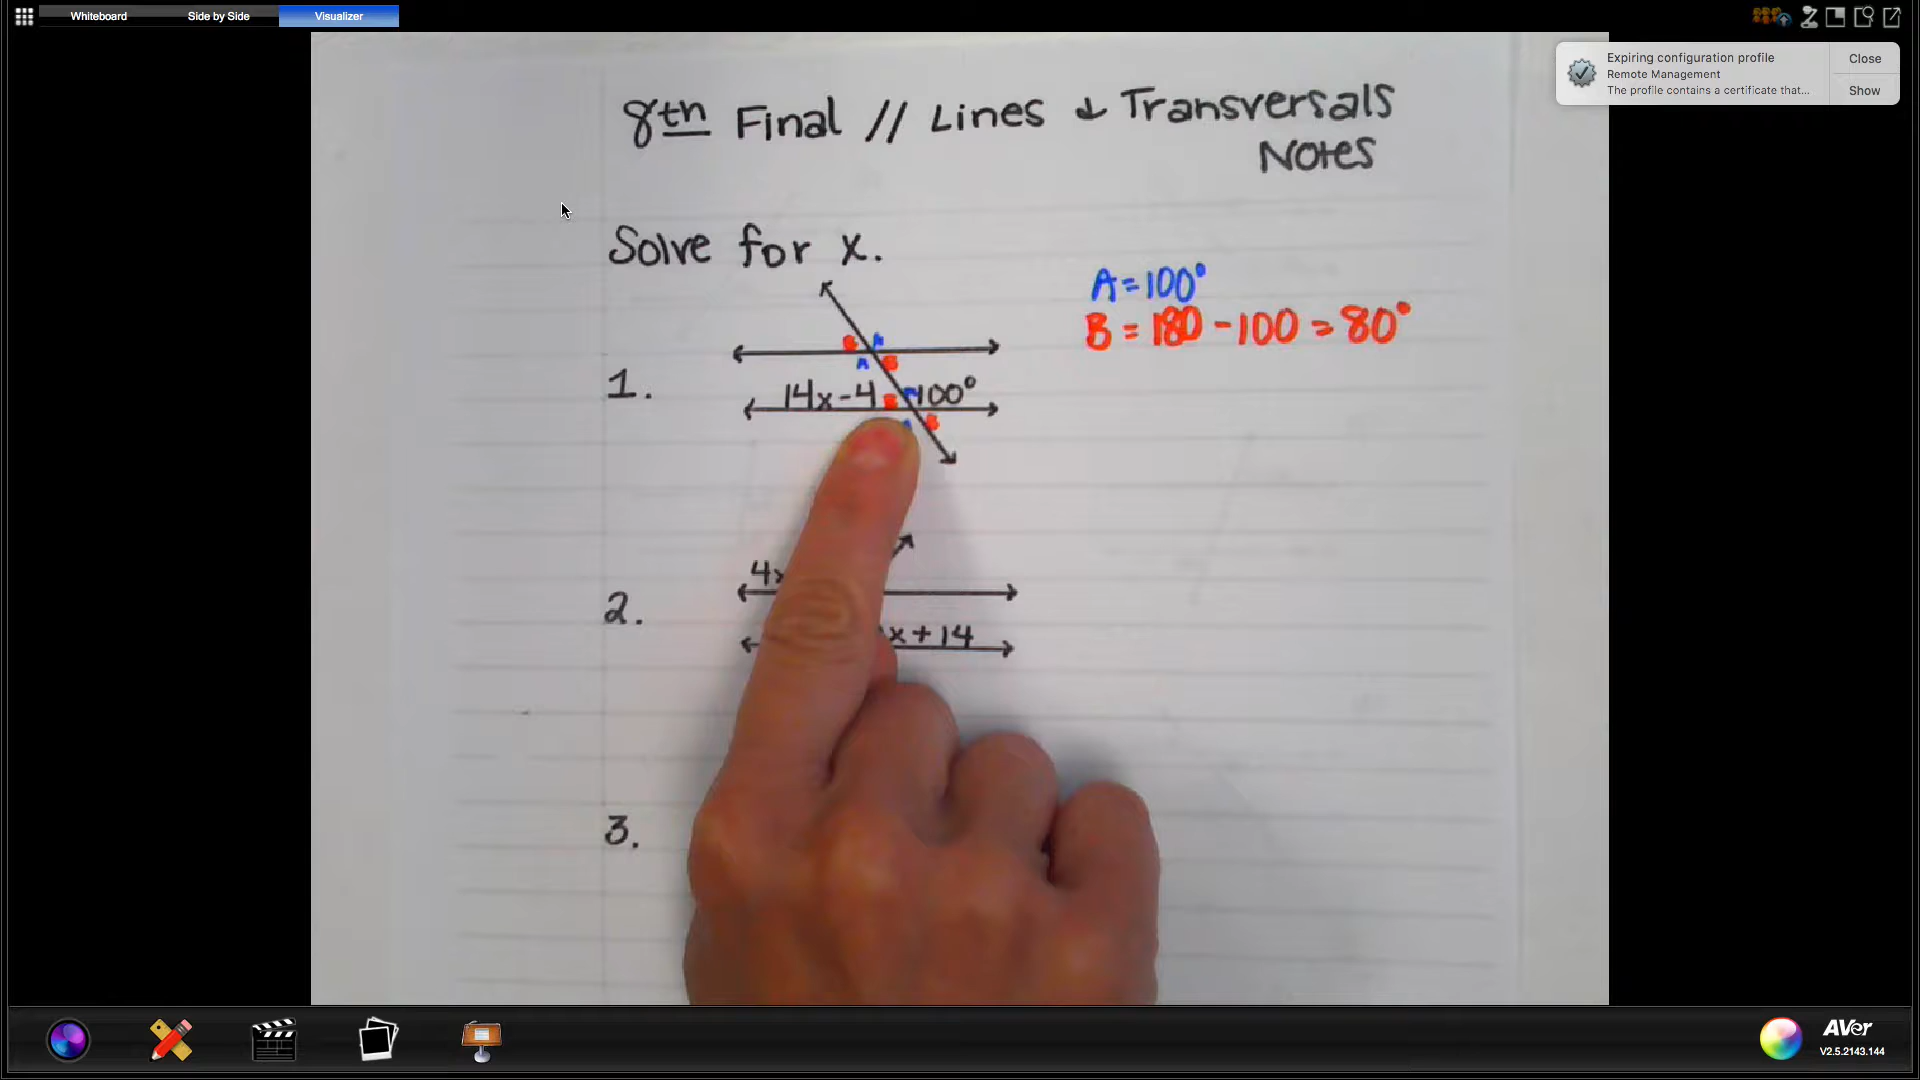 Whiteboard Side by Side Visualizer
Expiring configuration profile
Remote Management
The profile contains a certificate that...
Close
Show
8th Final // Lines & Transversals
Notes
Solve for x.
A = 100°
B = 180 - 100 = 80°
B A
A B
1.
14x-4 B A 100°
A B
4x
2.
x + 14
3.
AVer
V2.5.2143.144